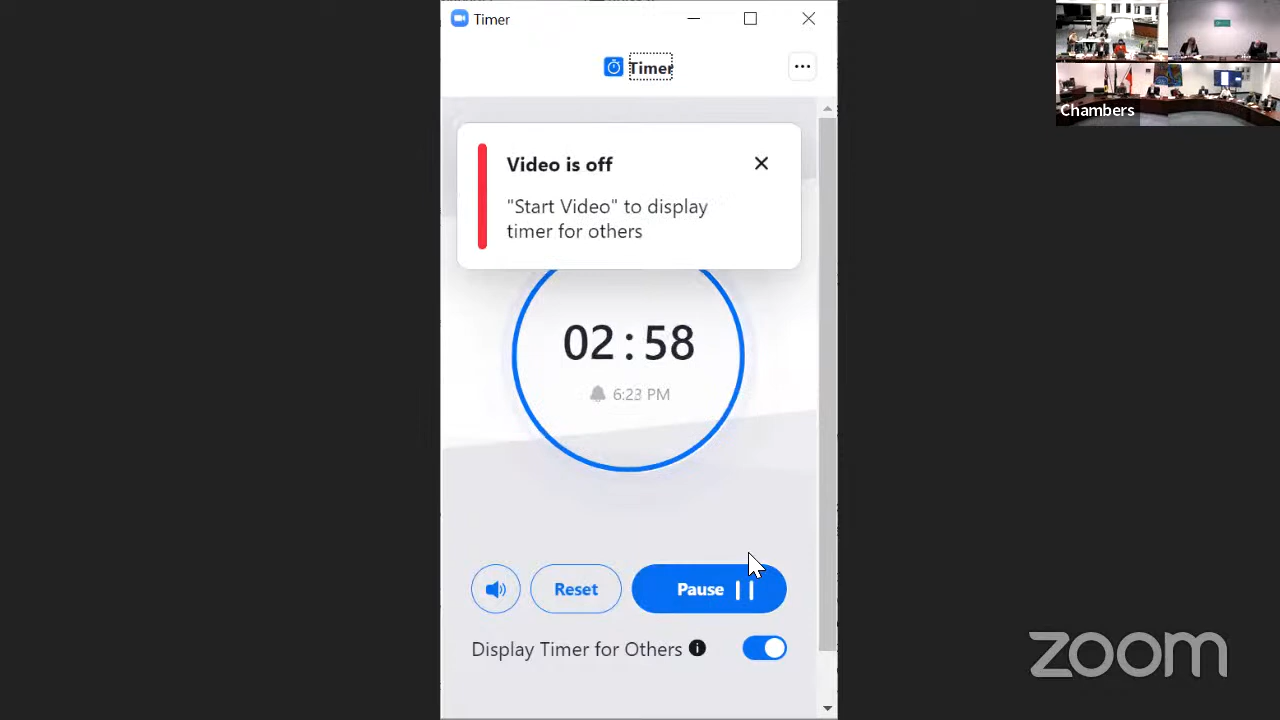 Timer
Timer
Video is off
"Start Video" to display
timer for others
02:58
6:23 PM
Reset
Pause
Display Timer for Others
Chambers
zoom